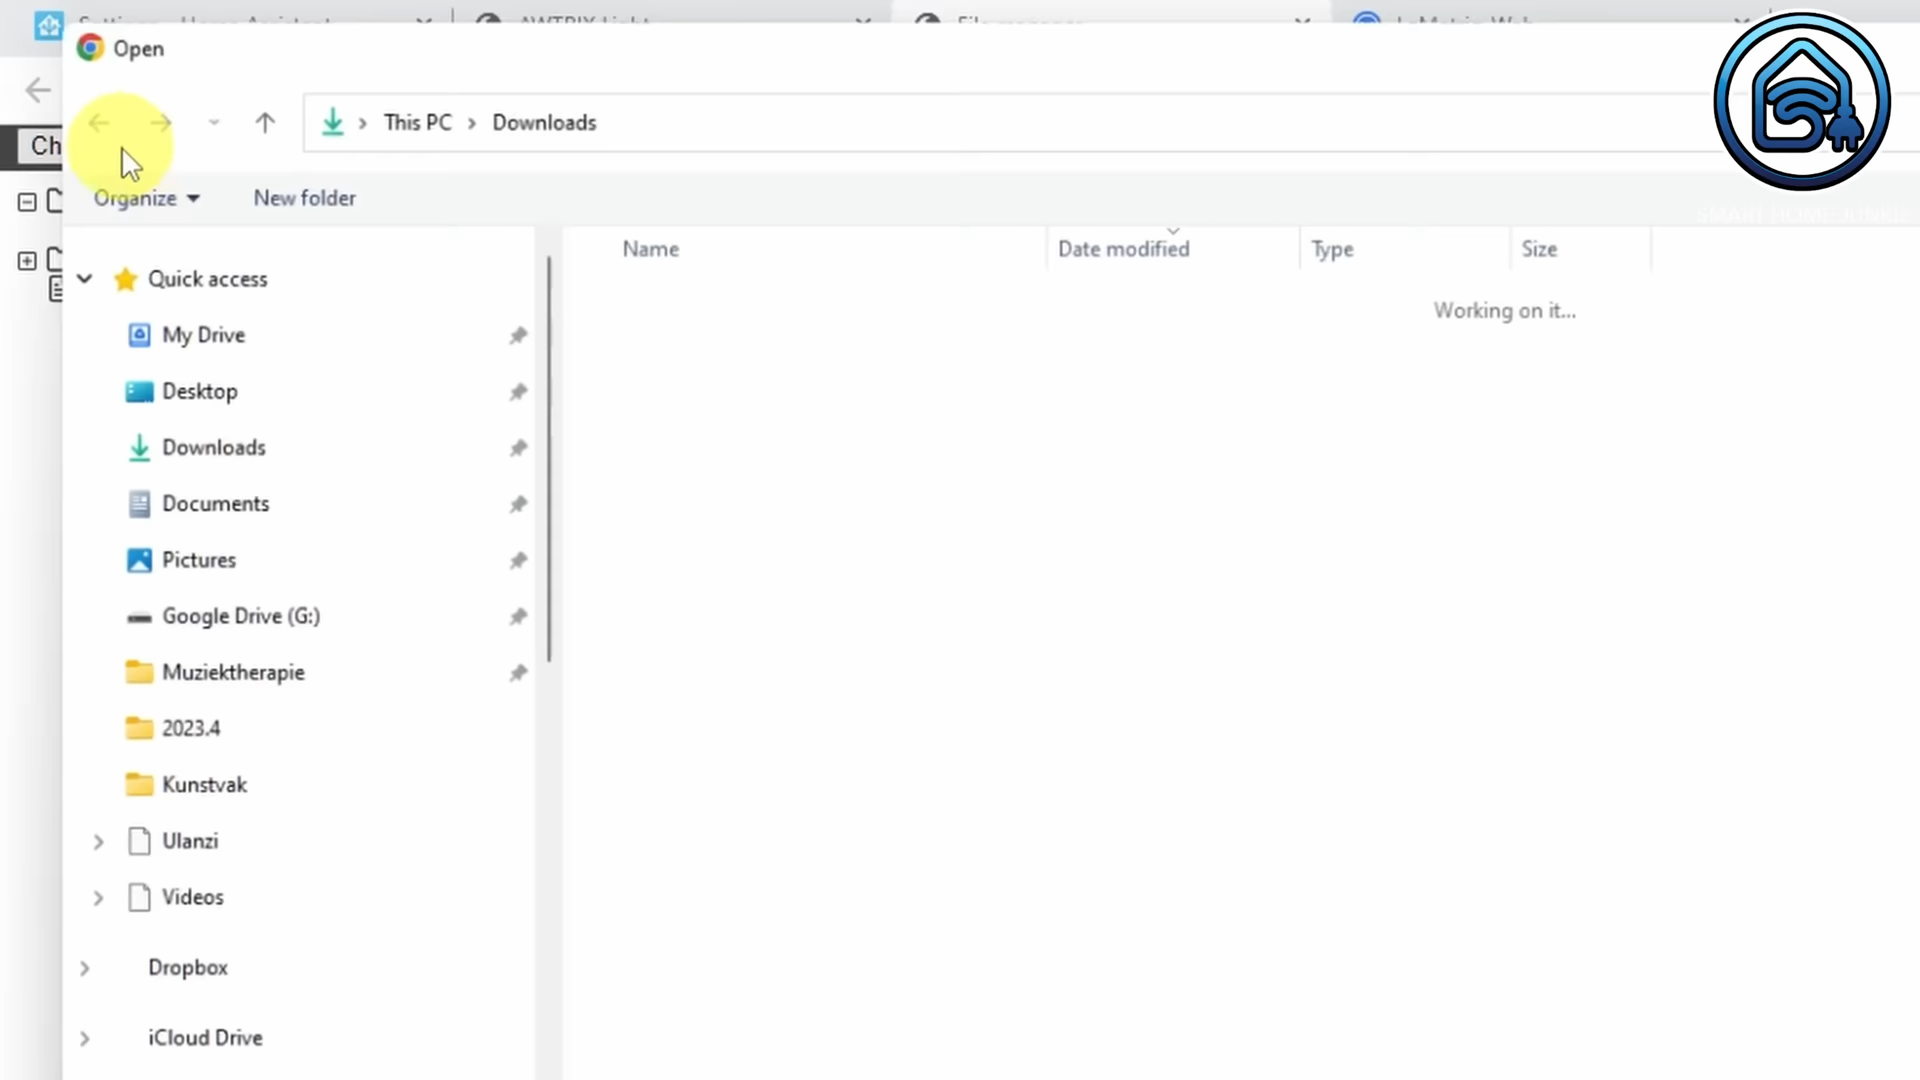 Open
This PC > Downloads
Ch
Organize
New folder
Name
Date modified
Type
Size
Working on it...
Quick access
My Drive
Desktop
Downloads
Documents
Pictures
Google Drive (G:)
Muziektherapie
2023.4
Kunstvak
Ulanzi
Videos
Dropbox
iCloud Drive